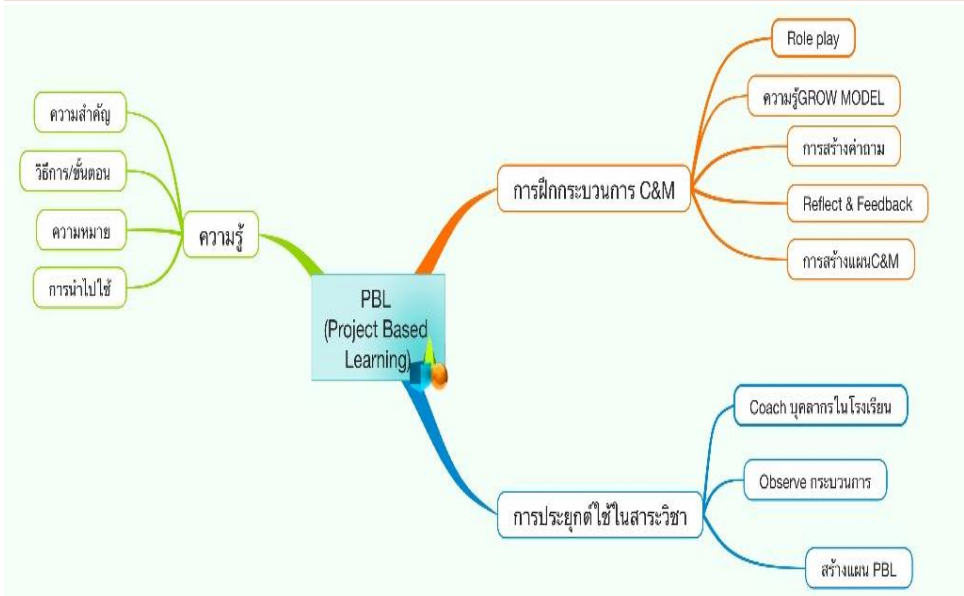 PBL
(Project Based
Learning)
ความรู้
ความสำคัญ
วิธีการ/ขั้นตอน
ความหมาย
การนำไปใช้
การฝึกกระบวนการ C&M
Role play
ความรู้GROW MODEL
การสร้างคำถาม
Reflect & Feedback
การสร้างแผนC&M
การประยุกต์ใช้ในสาระวิชา
Coach บุคลากรในโรงเรียน
Observe กระบวนการ
สร้างแผน PBL